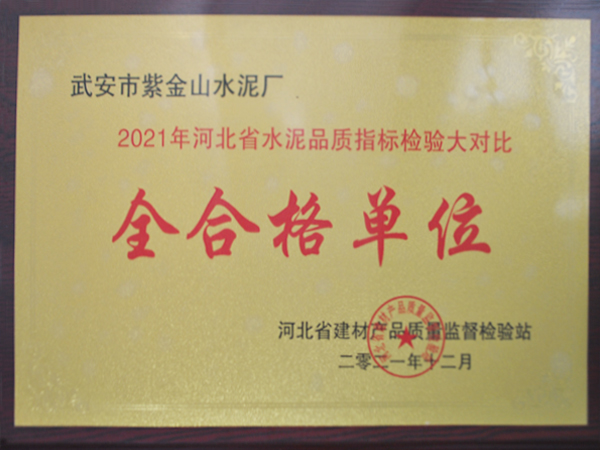 武安市紫金山水泥厂
2021年河北省水泥品质指标检验大对比
全合格单位
河北省建材产品质量监督检验站
二零二一年十二月